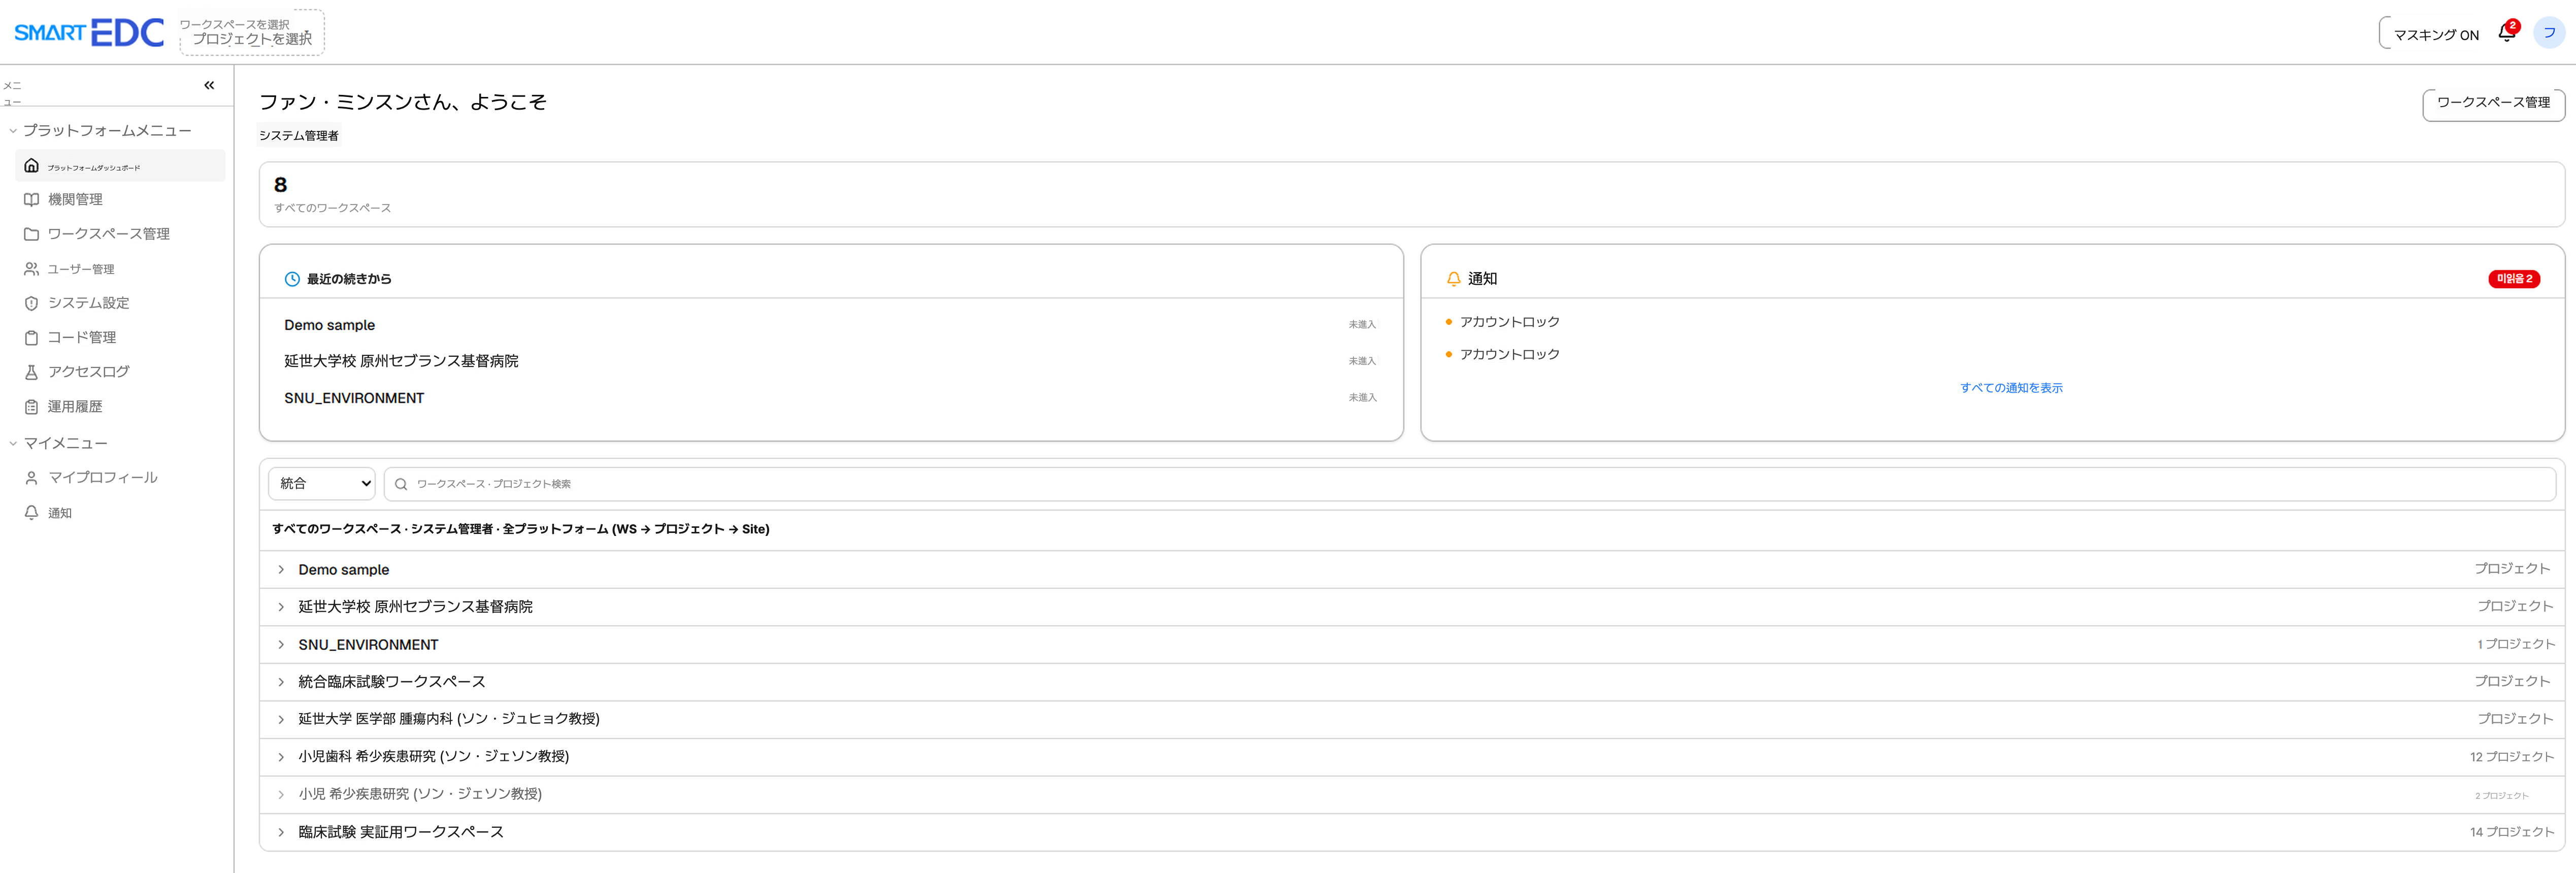 SMART EDC
ワークスペースを選択
プロジェクトを選択
マスキング ON
2
フ
メニ
ュー
プラットフォームメニュー
プラットフォームダッシュボード
機関管理
ワークスペース管理
ユーザー管理
システム設定
コード管理
アクセスログ
運用履歴
マイメニュー
マイプロフィール
通知
ファン・ミンスンさん、ようこそ
ワークスペース管理
システム管理者
8
すべてのワークスペース
最近の続きから
Demo sample 未進入
延世大学校 原州セブランス基督病院 未進入
SNU_ENVIRONMENT 未進入
通知 미읽음 2
アカウントロック
アカウントロック
すべての通知を表示
統合 ワークスペース · プロジェクト検索
すべてのワークスペース · システム管理者 · 全プラットフォーム (WS → プロジェクト → Site)
Demo sample プロジェクト
延世大学校 原州セブランス基督病院 プロジェクト
SNU_ENVIRONMENT 1 プロジェクト
統合臨床試験ワークスペース プロジェクト
延世大学 医学部 腫瘍内科 (ソン・ジュヒョク教授) プロジェクト
小児歯科 希少疾患研究 (ソン・ジェソン教授) 12 プロジェクト
小児 希少疾患研究 (ソン・ジェソン教授) 2 プロジェクト
臨床試験 実証用ワークスペース 14 プロジェクト